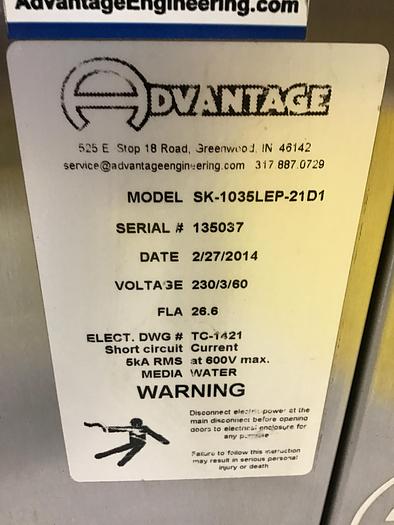 AdvantageEngineering.com
ADVANTAGE
525 E Stop 18 Road, Greenwood, IN 46142
service@advantageengineering.com 317.887.0729
MODEL SK-1035LEP-21D1
SERIAL # 135037
DATE 2/27/2014
VOLTAGE 230/3/60
FLA 26.6
ELECT. DWG # TC-1421
Short circuit Current
5kA RMS at 600V max.
MEDIA WATER
WARNING
Disconnect electric power at the
main disconnect before opening
doors to electrical enclosure for
any purpose
Failure to follow this instruction
may result in serious personal
injury or death